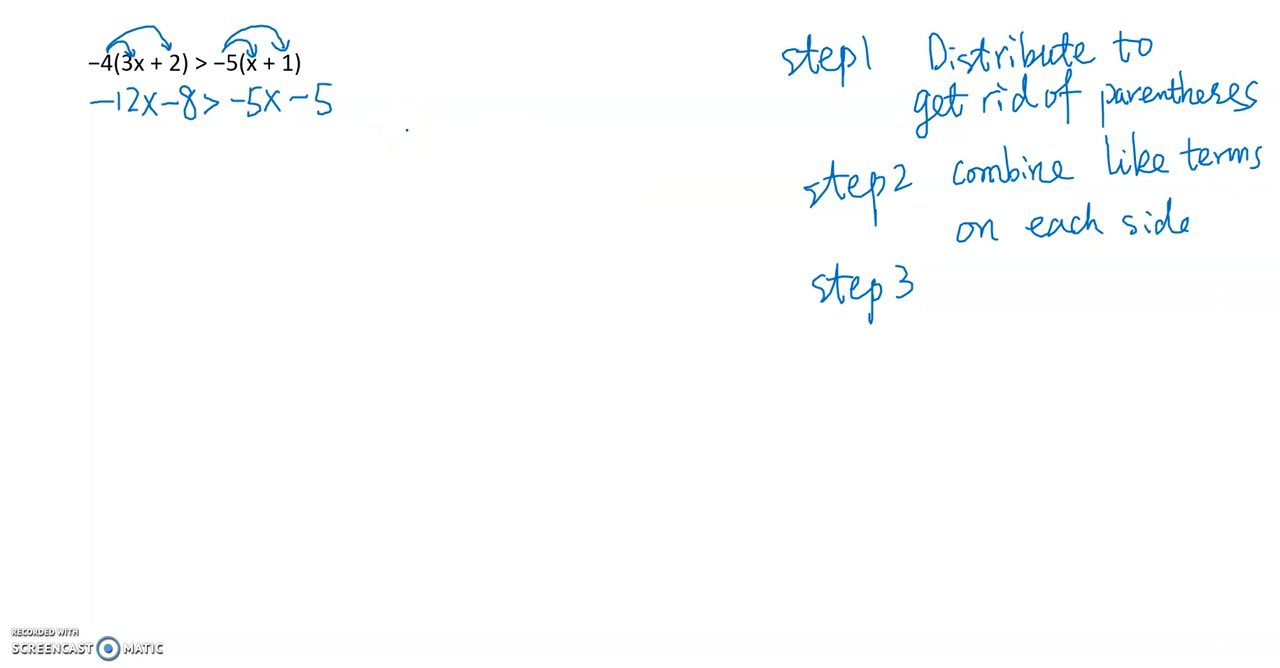 −4(3x + 2) > −5(x + 1)
−12x−8 > −5x − 5
step1 Distribute to
get rid of parentheses
step2 combine like terms
on each side
step 3
RECORDED WITH
SCREENCAST MATIC